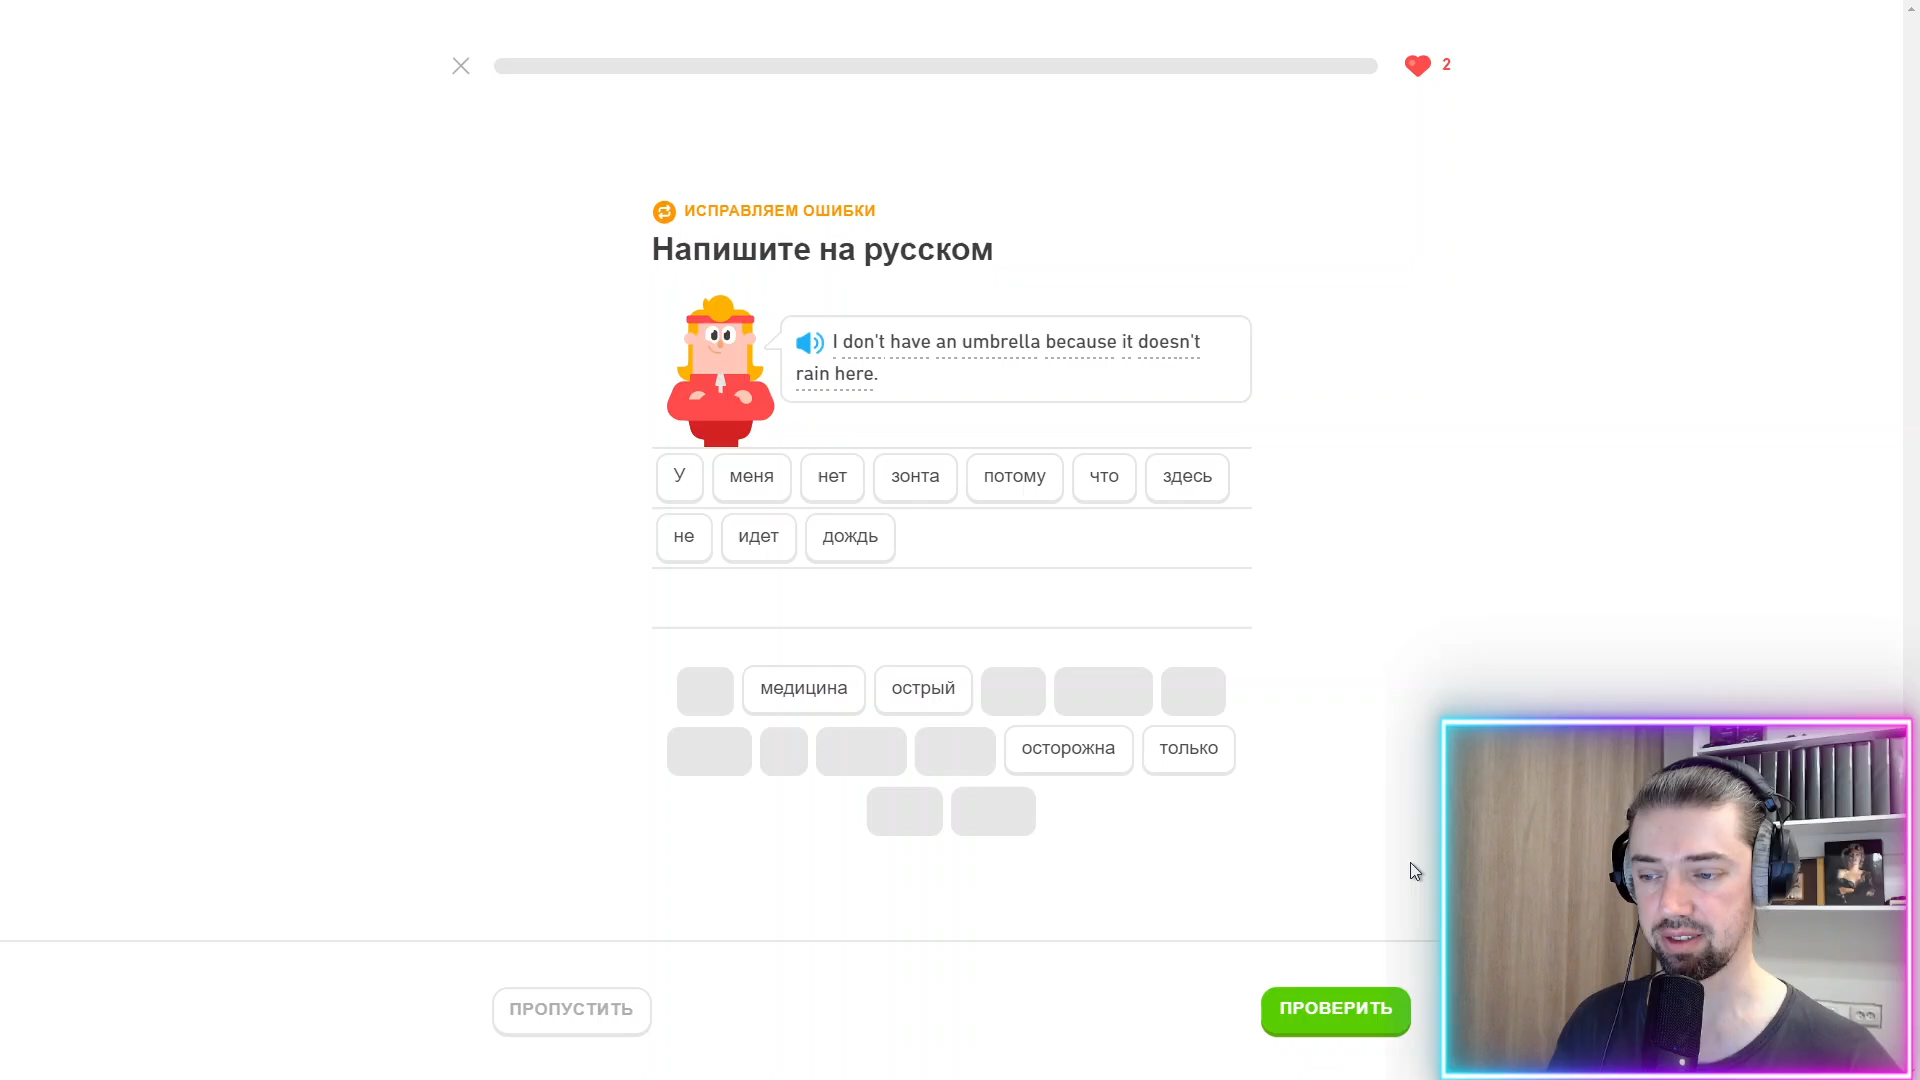 2
ИСПРАВЛЯЕМ ОШИБКИ
Напишите на русском
I don't have an umbrella because it doesn't
rain here.
У меня нет зонта потому что здесь
не идет дождь
медицина острый
осторожна только
ПРОПУСТИТЬ
ПРОВЕРИТЬ